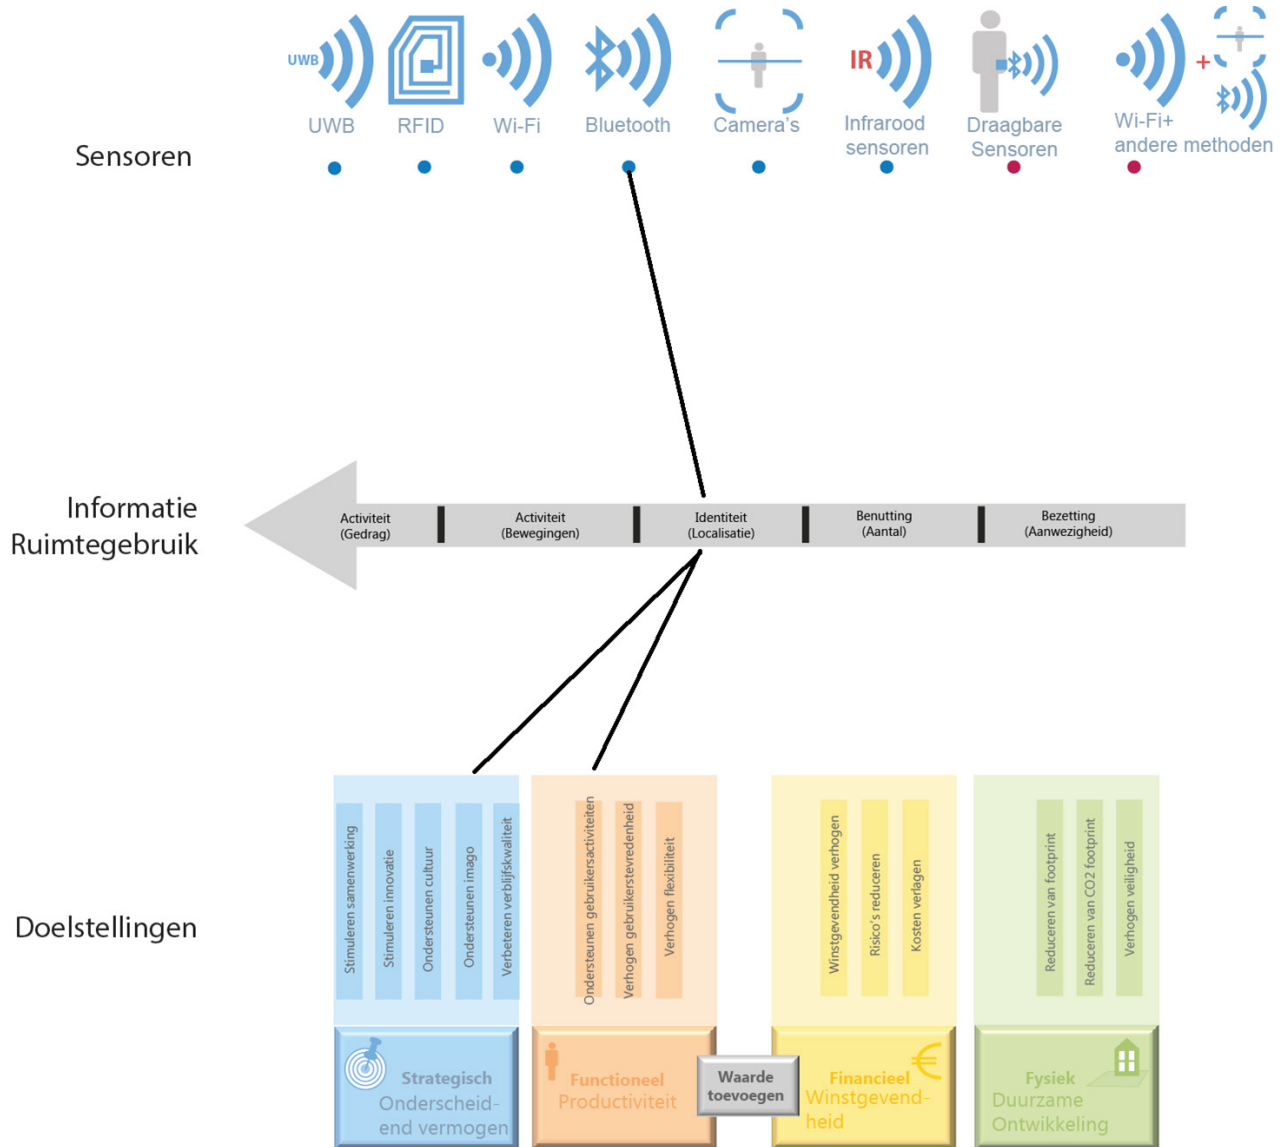 UWB
IR
+
UWB
RFID
Wi-Fi
Bluetooth
Camera's
Infrarood
sensoren
Draagbare
Sensoren
Wi-Fi+
andere methoden
Sensoren
Informatie
Ruimtegebruik
Activiteit
(Gedrag)
Activiteit
(Bewegingen)
Identiteit
(Localisatie)
Benutting
(Aantal)
Bezetting
(Aanwezigheid)
Doelstellingen
Stimuleren samenwerking
Stimuleren innovatie
Ondersteunen cultuur
Ondersteunen imago
Verbeteren verblijfskwaliteit
Ondersteunen gebruikersactiviteiten
Verhogen gebruikerstevredenheid
Verhogen flexibiliteit
Winstgevendheid verhogen
Risico's reduceren
Kosten verlagen
Reduceren van footprint
Reduceren van CO2 footprint
Verhogen veiligheid
Strategisch
Onderscheid-
end vermogen
Functioneel
Productiviteit
Waarde
toevoegen
€
Financieel
Winstgevend-
heid
Fysiek
Duurzame
Ontwikkeling